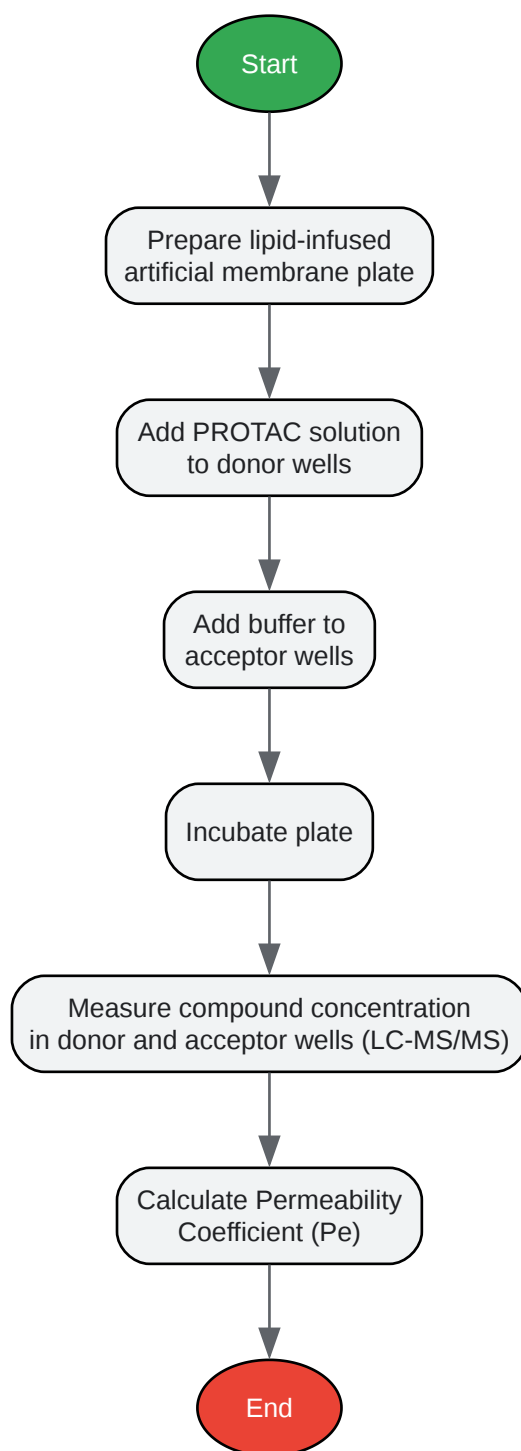 Start
Prepare lipid-infused
artificial membrane plate
Add PROTAC solution
to donor wells
Add buffer to
acceptor wells
Incubate plate
Measure compound concentration
in donor and acceptor wells (LC-MS/MS)
Calculate Permeability
Coefficient (Pe)
End